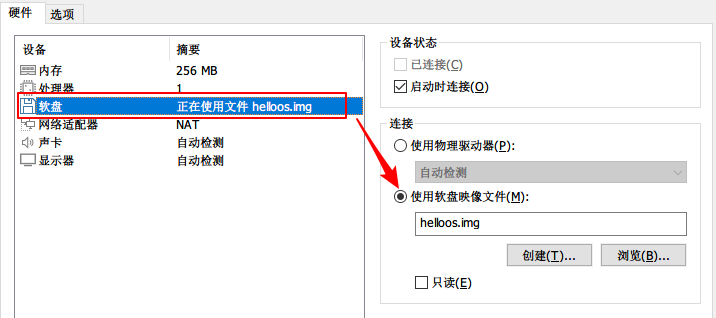 硬件 选项
设备 摘要
内存 256 MB
处理器 1
软盘 正在使用文件 helloos.img
网络适配器 NAT
声卡 自动检测
显示器 自动检测
设备状态
已连接(C)
启动时连接(O)
连接
使用物理驱动器(P):
自动检测
使用软盘映像文件(M):
helloos.img
创建(T)... 浏览(B)...
只读(E)